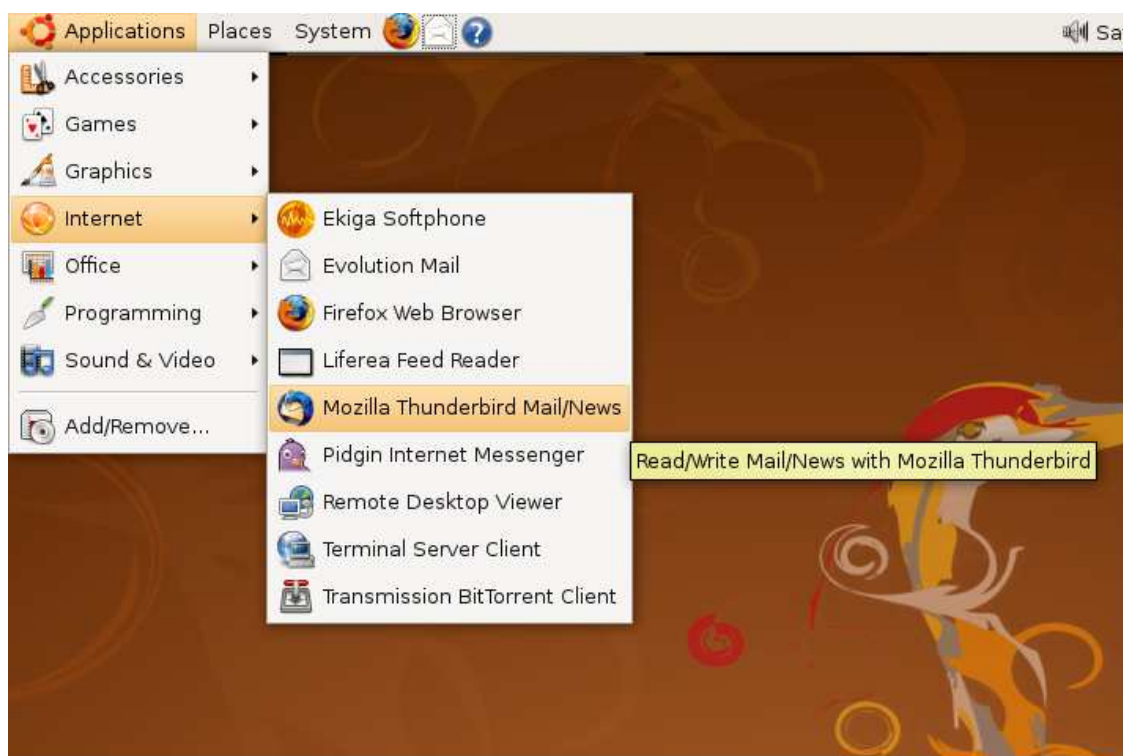 Applications Places System
Accessories
Games
Graphics
Internet
Office
Programming
Sound & Video
Add/Remove...
Ekiga Softphone
Evolution Mail
Firefox Web Browser
Liferea Feed Reader
Mozilla Thunderbird Mail/News
Pidgin Internet Messenger
Remote Desktop Viewer
Terminal Server Client
Transmission BitTorrent Client
Read/Write Mail/News with Mozilla Thunderbird